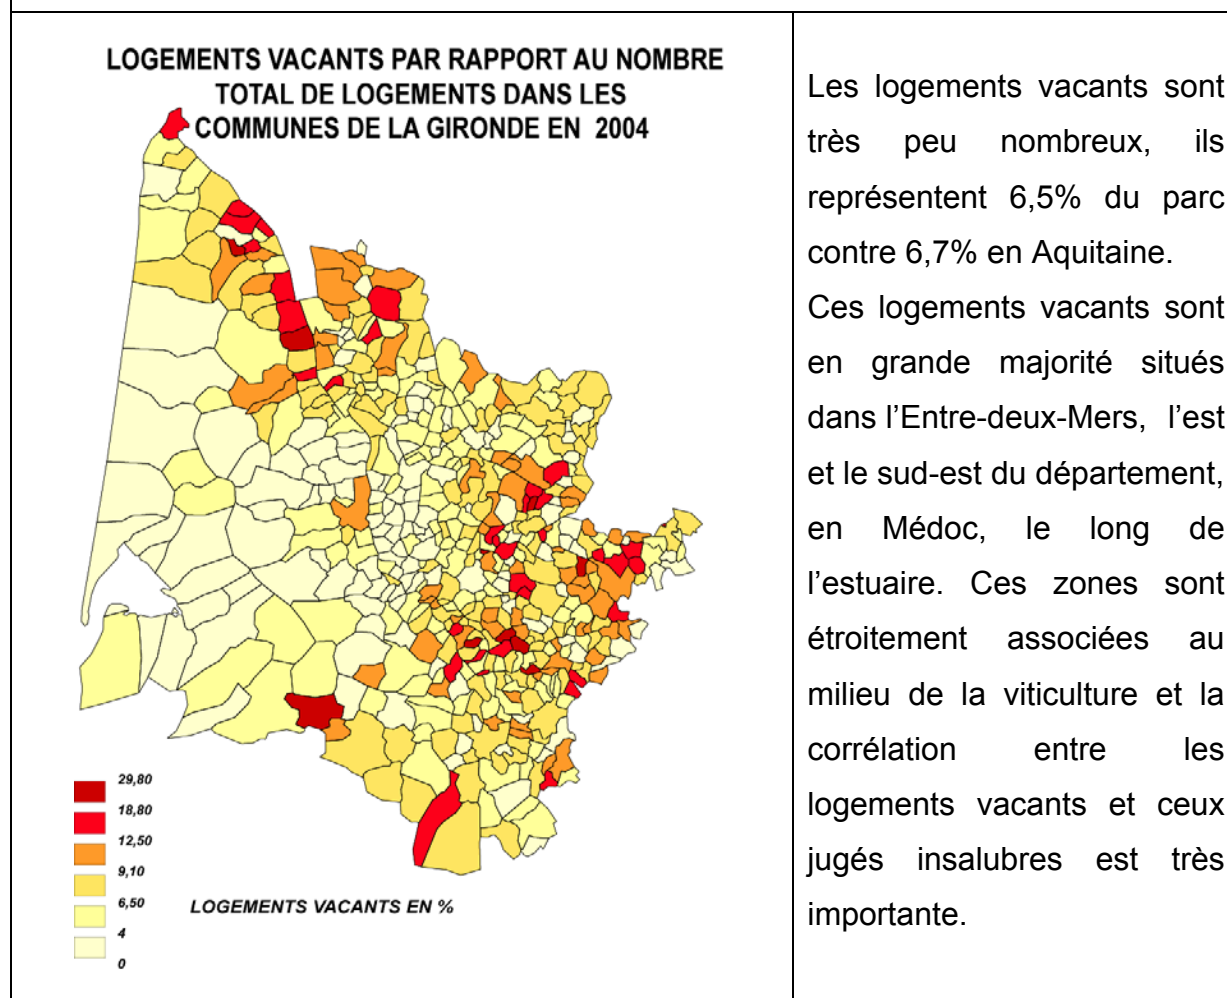 LOGEMENTS VACANTS PAR RAPPORT AU NOMBRE
TOTAL DE LOGEMENTS DANS LES
COMMUNES DE LA GIRONDE EN 2004
29,80
18,80
12,50
9,10
6,50
4
0
LOGEMENTS VACANTS EN %
Les logements vacants sont
très peu nombreux, ils
représentent 6,5% du parc
contre 6,7% en Aquitaine.
Ces logements vacants sont
en grande majorité situés
dans l’Entre-deux-Mers, l’est
et le sud-est du département,
en Médoc, le long de
l’estuaire. Ces zones sont
étroitement associées au
milieu de la viticulture et la
corrélation entre les
logements vacants et ceux
jugés insalubres est très
importante.